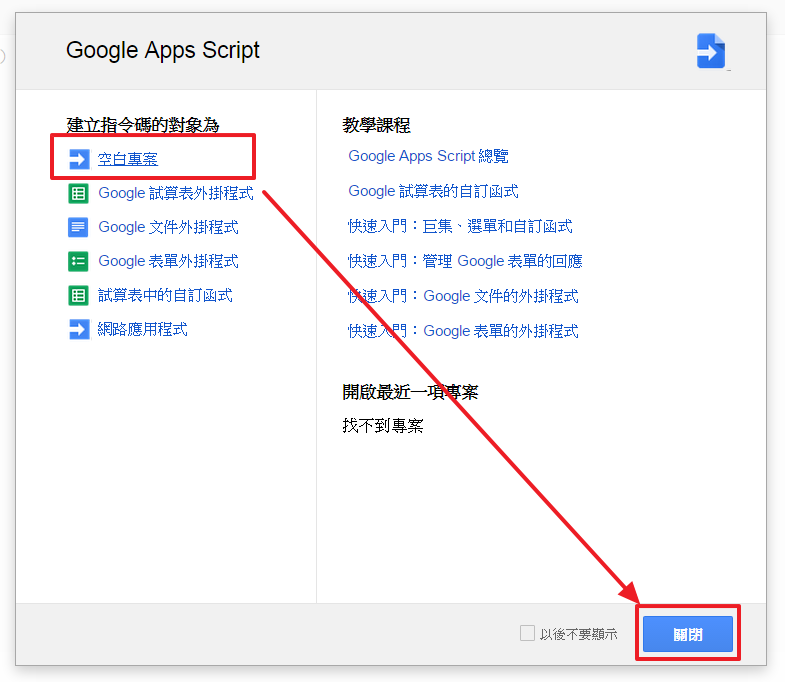 Google Apps Script
建立指令碼的對象為
空白專案
Google 試算表外掛程式
Google 文件外掛程式
Google 表單外掛程式
試算表中的自訂函式
網路應用程式
教學課程
Google Apps Script 總覽
Google 試算表的自訂函式
快速入門：巨集、選單和自訂函式
快速入門：管理 Google 表單的回應
快速入門：Google 文件的外掛程式
快速入門：Google 表單的外掛程式
開啟最近一項專案
找不到專案
以後不要顯示
關閉